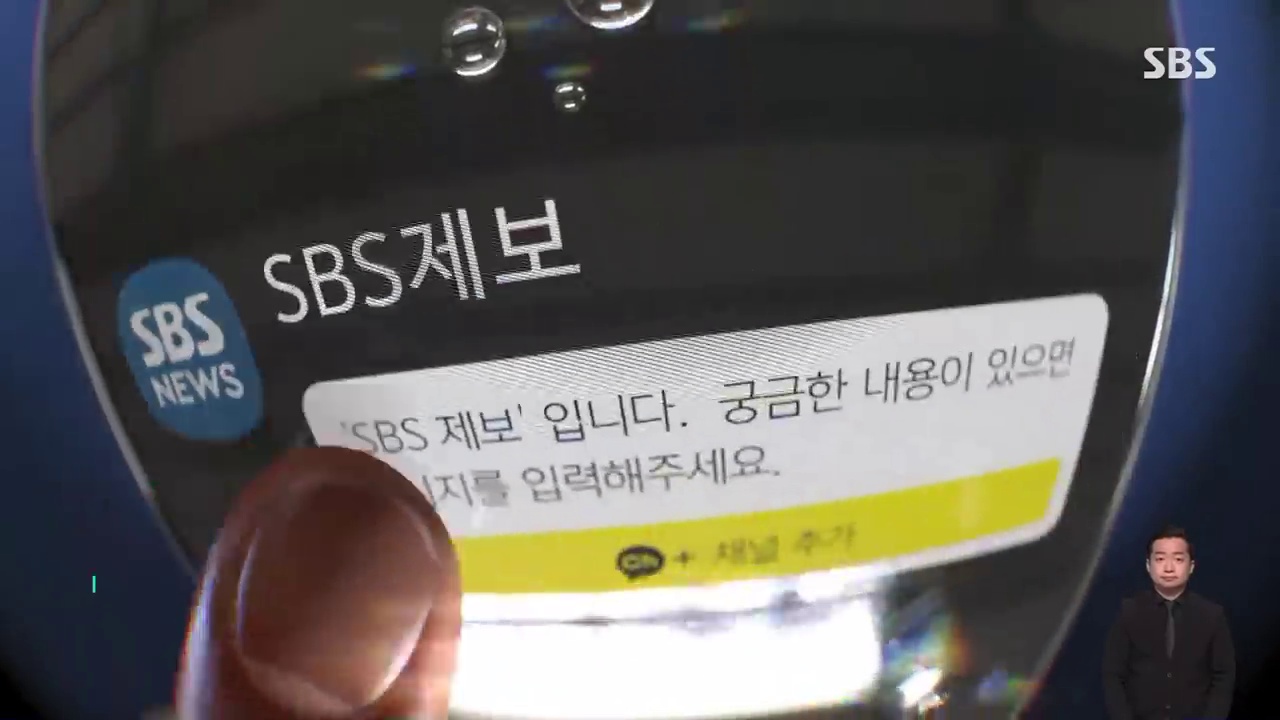 SBS
SBS제보
SBS
NEWS
'SBS 제보' 입니다. 궁금한 내용이 있으면
지를 입력해주세요.
Ch + 채널 추가